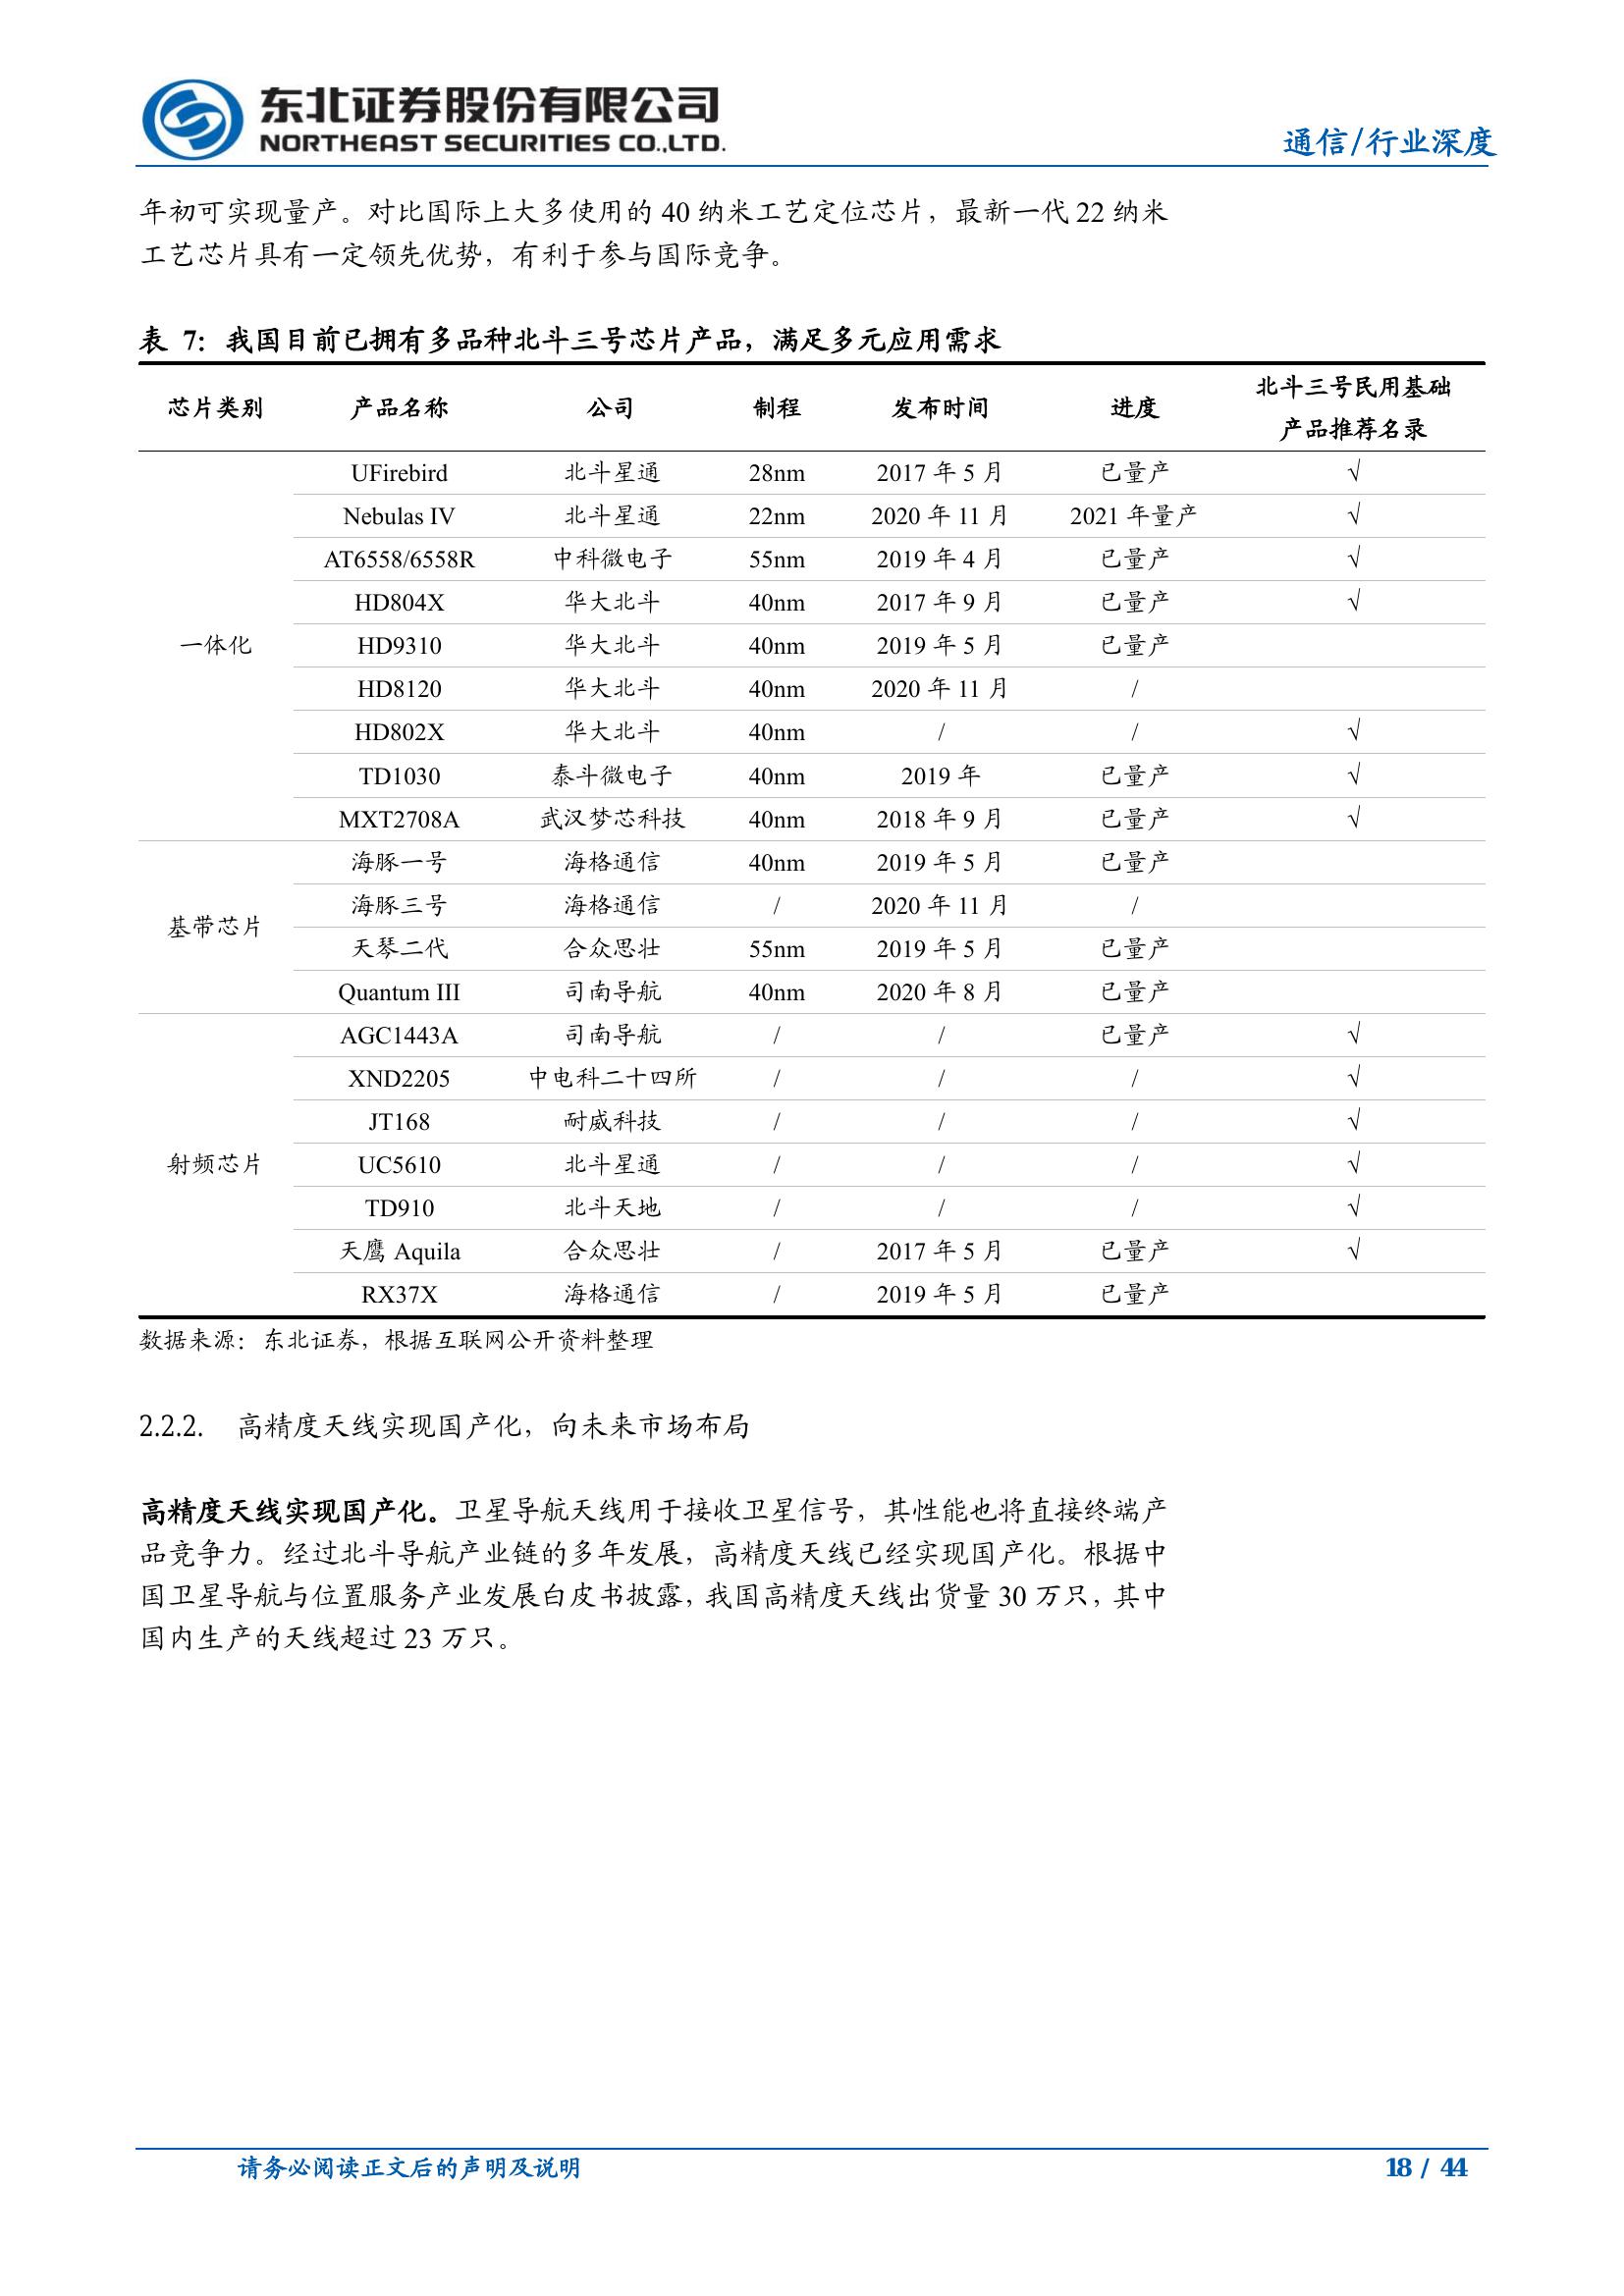 东北证券股份有限公司
NORTHEAST SECURITIES CO.,LTD.
通信/行业深度
年初可实现量产。对比国际上大多使用的 40 纳米工艺定位芯片，最新一代 22 纳米
工艺芯片具有一定领先优势，有利于参与国际竞争。
表 7：我国目前已拥有多品种北斗三号芯片产品，满足多元应用需求
芯片类别 产品名称 公司 制程 发布时间 进度 北斗三号民用基础
产品推荐名录
UFirebird 北斗星通 28nm 2017 年 5 月 已量产 √
Nebulas IV 北斗星通 22nm 2020 年 11 月 2021 年量产 √
AT6558/6558R 中科微电子 55nm 2019 年 4 月 已量产 √
HD804X 华大北斗 40nm 2017 年 9 月 已量产 √
一体化 HD9310 华大北斗 40nm 2019 年 5 月 已量产
HD8120 华大北斗 40nm 2020 年 11 月 /
HD802X 华大北斗 40nm / / √
TD1030 泰斗微电子 40nm 2019 年 已量产 √
MXT2708A 武汉梦芯科技 40nm 2018 年 9 月 已量产 √
海豚一号 海格通信 40nm 2019 年 5 月 已量产
海豚三号 海格通信 / 2020 年 11 月 /
基带芯片
天琴二代 合众思壮 55nm 2019 年 5 月 已量产
Quantum III 司南导航 40nm 2020 年 8 月 已量产
AGC1443A 司南导航 / / 已量产 √
XND2205 中电科二十四所 / / / √
JT168 耐威科技 / / / √
射频芯片 UC5610 北斗星通 / / / √
TD910 北斗天地 / / / √
天鹰 Aquila 合众思壮 / 2017 年 5 月 已量产 √
RX37X 海格通信 / 2019 年 5 月 已量产
数据来源：东北证券，根据互联网公开资料整理
2.2.2. 高精度天线实现国产化，向未来市场布局
高精度天线实现国产化。卫星导航天线用于接收卫星信号，其性能也将直接终端产
品竞争力。经过北斗导航产业链的多年发展，高精度天线已经实现国产化。根据中
国卫星导航与位置服务产业发展白皮书披露，我国高精度天线出货量 30 万只，其中
国内生产的天线超过 23 万只。
请务必阅读正文后的声明及说明 18 / 44